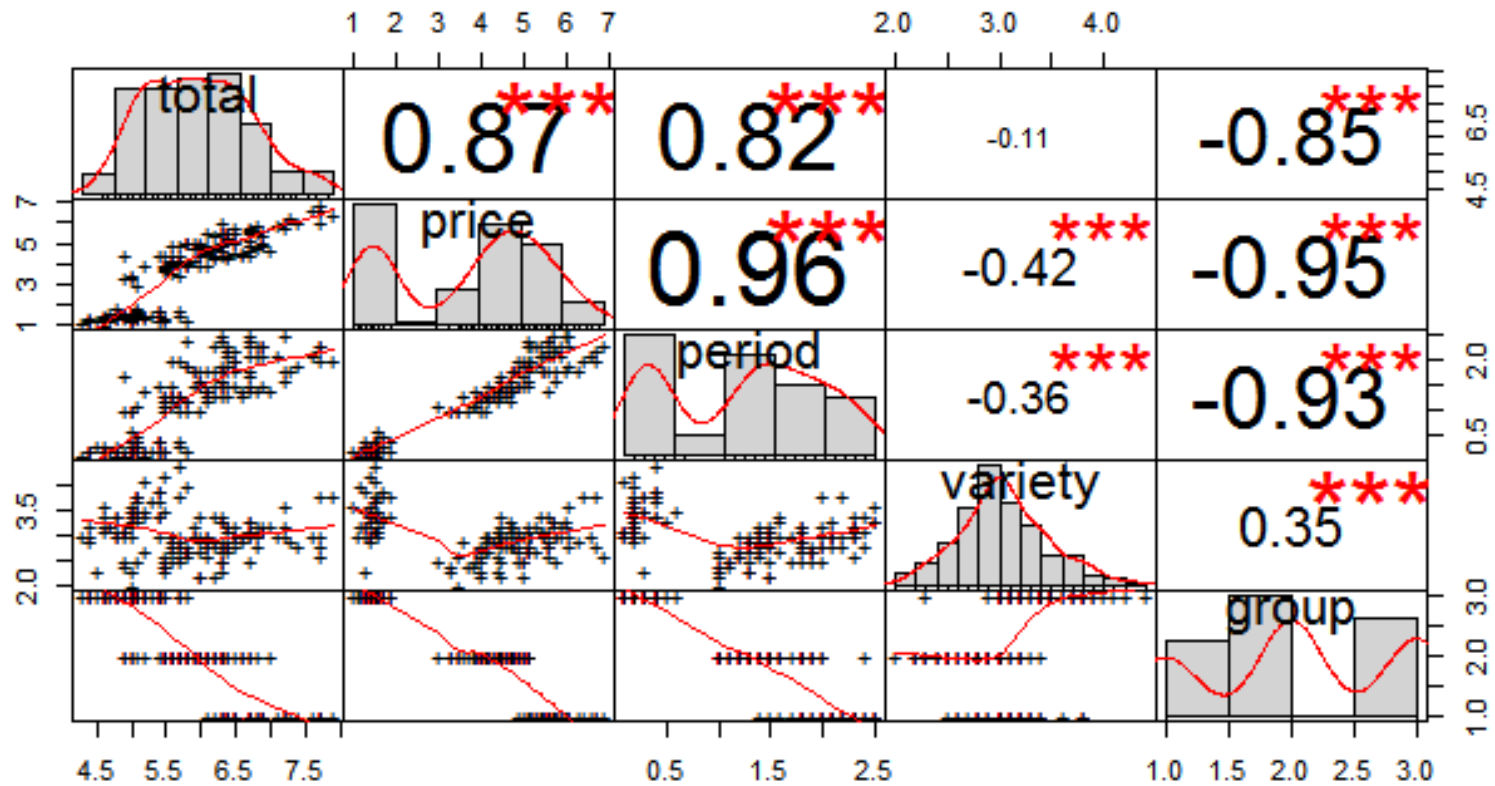 1 2 3 4 5 6 7 2.0 3.0 4.0
total 0.87 *** 0.82 *** -0.11 -0.85 *** 4.5 6.5
1 3 5 7 price 0.96 *** -0.42 *** -0.95 ***
period -0.36 *** -0.93 *** 0.5 2.0
2.0 3.5 variety 0.35 ***
group 1.0 2.0 3.0
4.5 5.5 6.5 7.5 0.5 1.5 2.5 1.0 1.5 2.0 2.5 3.0